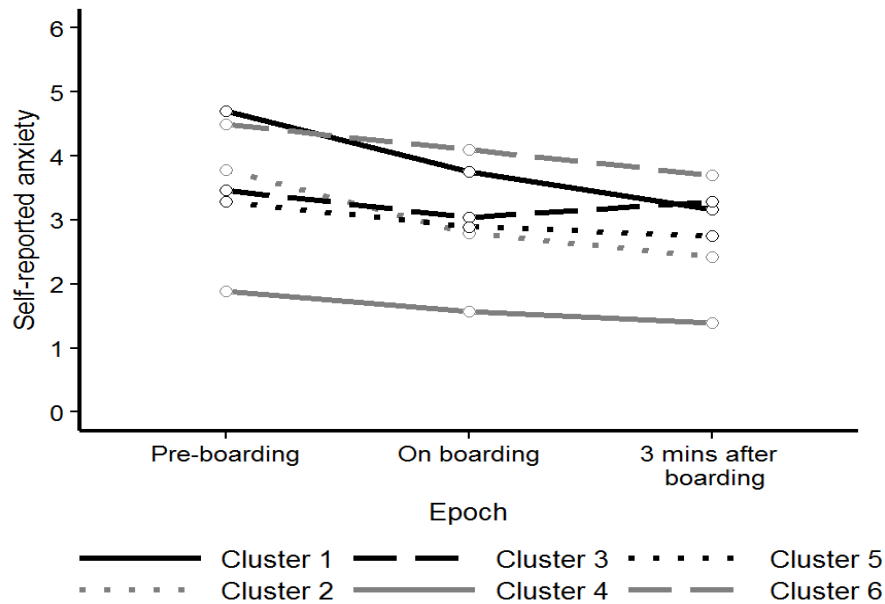 6
5
4
3
2
1
0
Self-reported anxiety
Pre-boarding
On boarding
3 mins after
boarding
Epoch
Cluster 1
Cluster 3
Cluster 5
Cluster 2
Cluster 4
Cluster 6